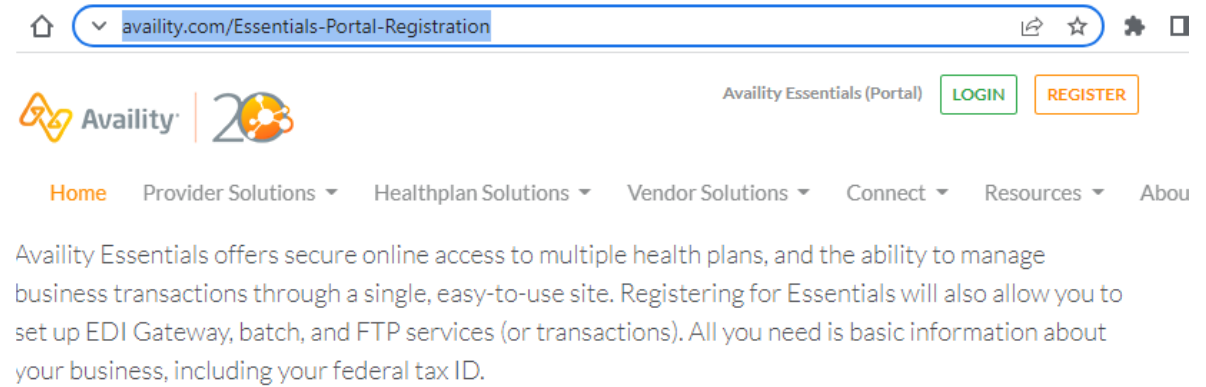 availity.com/Essentials-Portal-Registration
Availity
20
Availity Essentials (Portal)
LOGIN
REGISTER
Home Provider Solutions Healthplan Solutions Vendor Solutions Connect Resources Abou
Availity Essentials offers secure online access to multiple health plans, and the ability to manage
business transactions through a single, easy-to-use site. Registering for Essentials will also allow you to
set up EDI Gateway, batch, and FTP services (or transactions). All you need is basic information about
your business, including your federal tax ID.